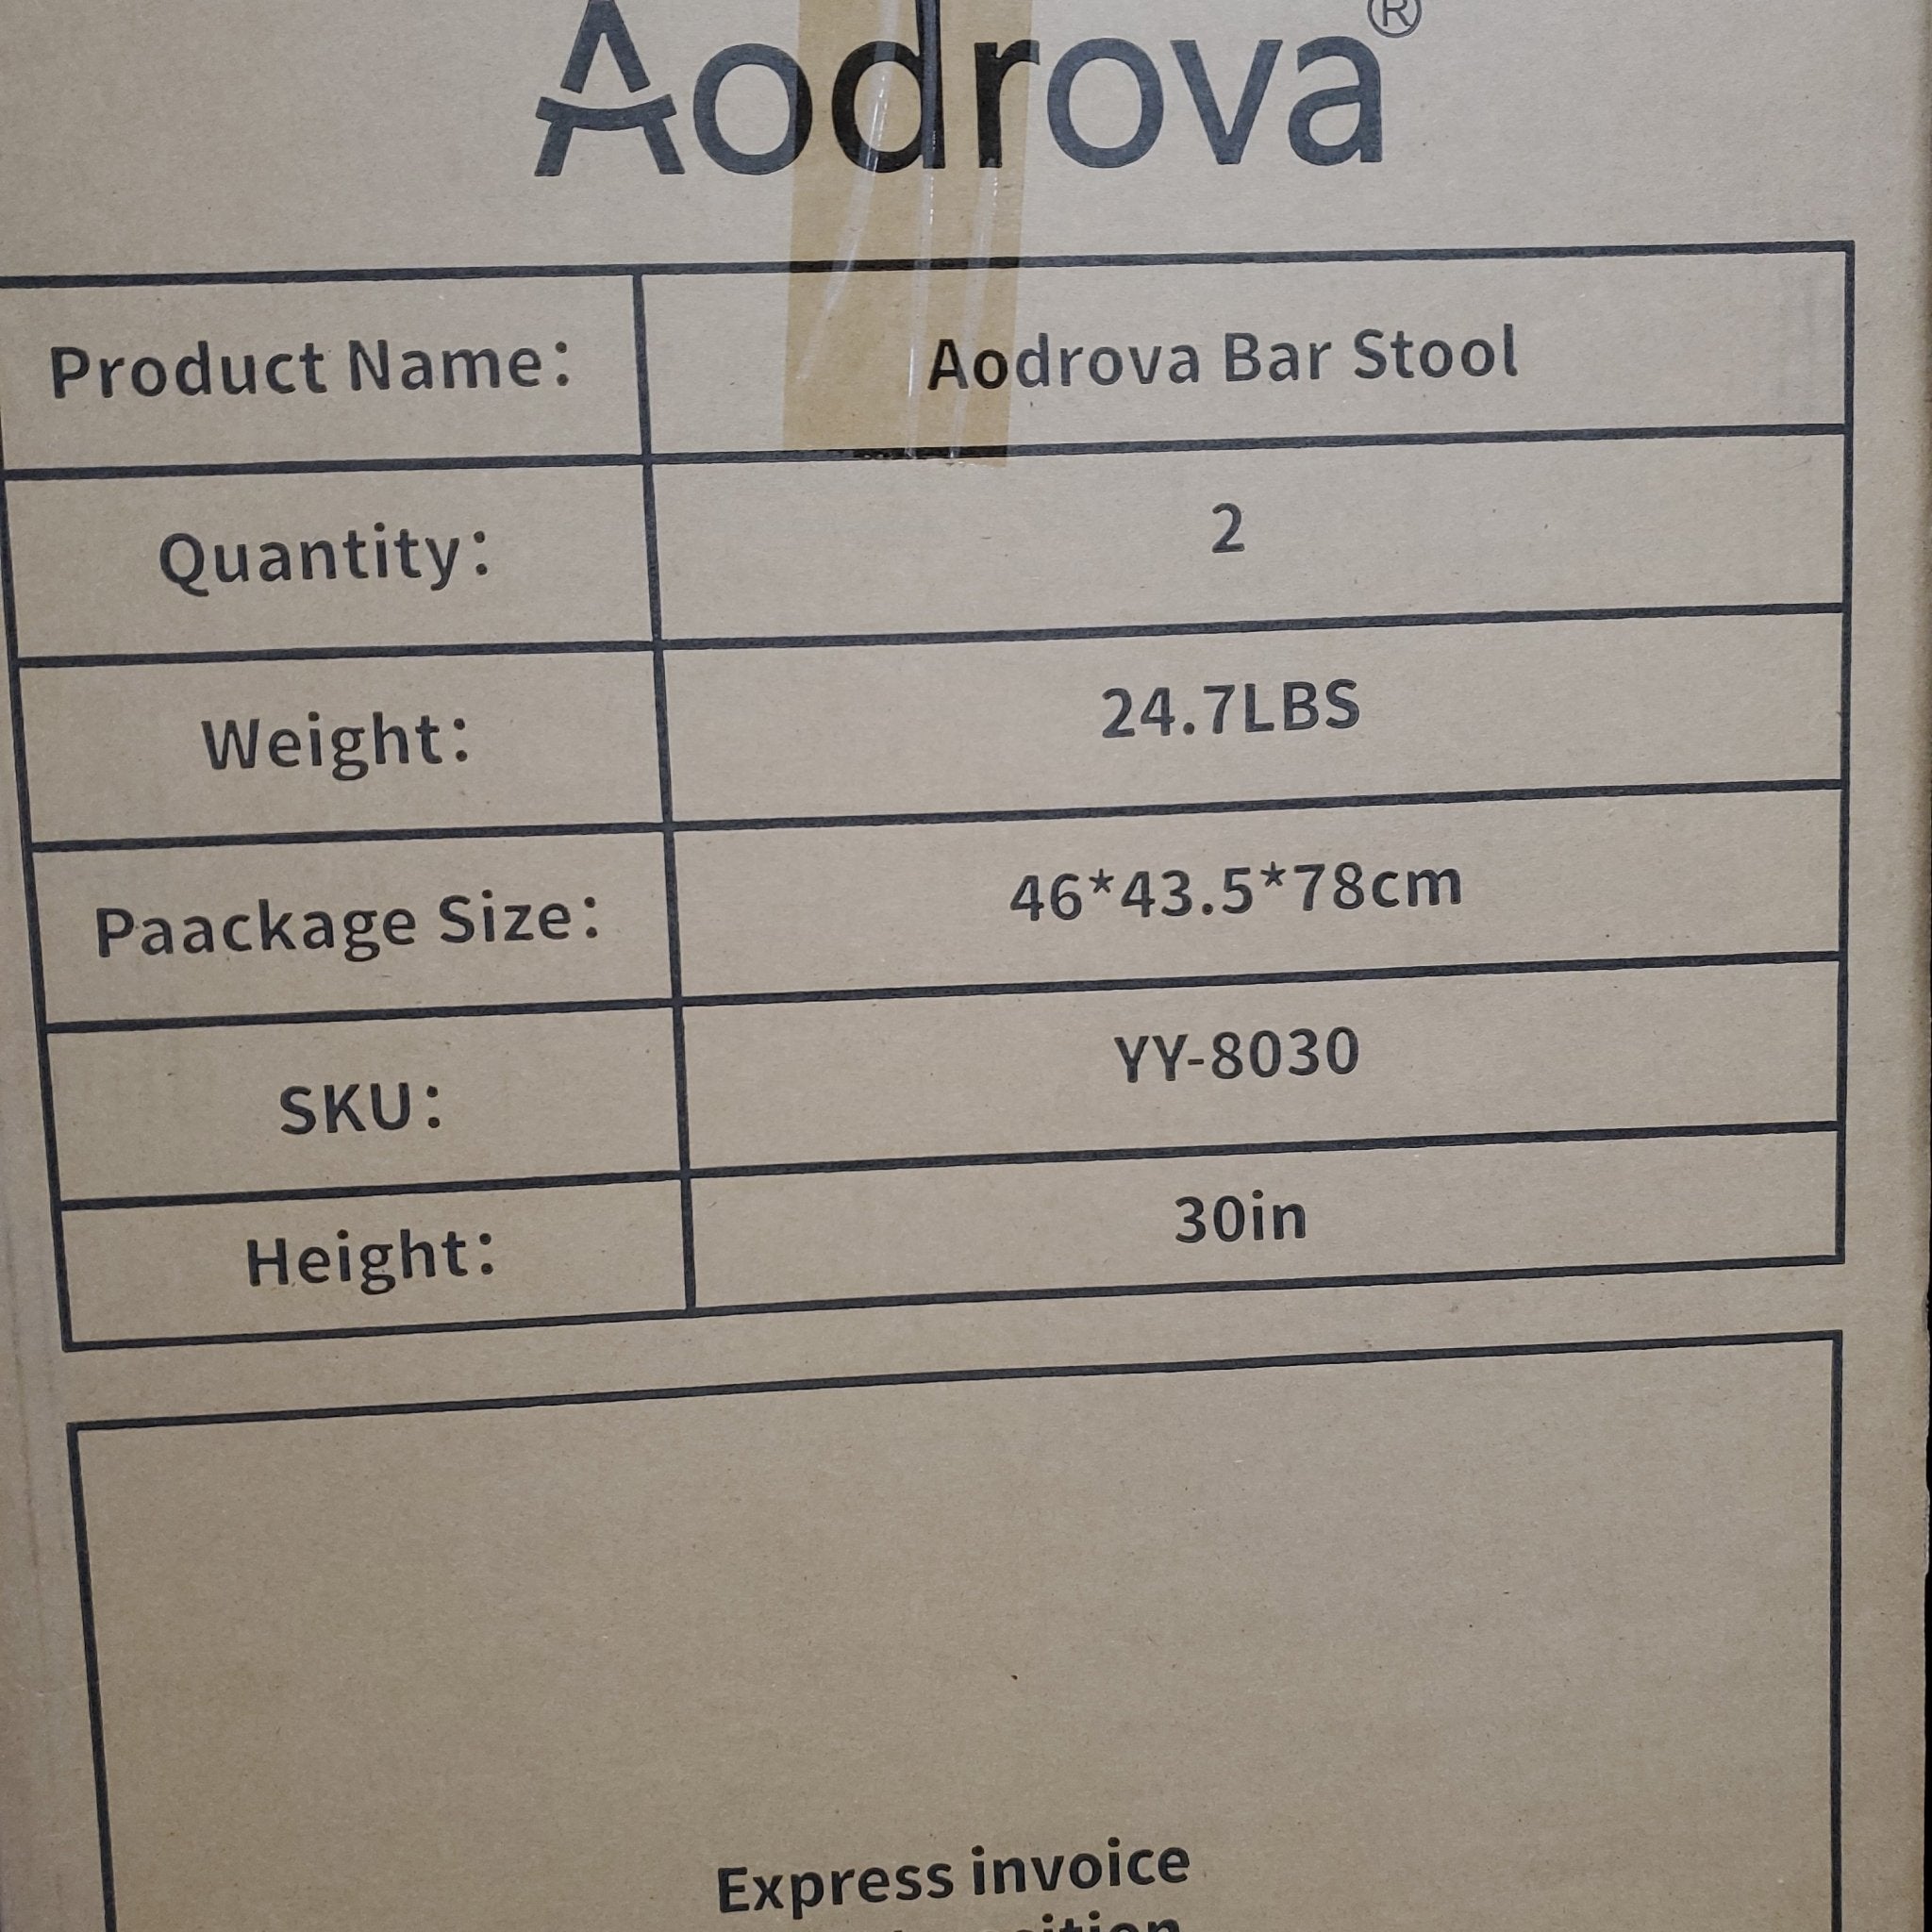 Aodrova®
Product Name: Aodrova Bar Stool
Quantity: 2
Weight: 24.7LBS
Paackage Size: 46*43.5*78cm
SKU: YY-8030
Height: 30in
Express invoice